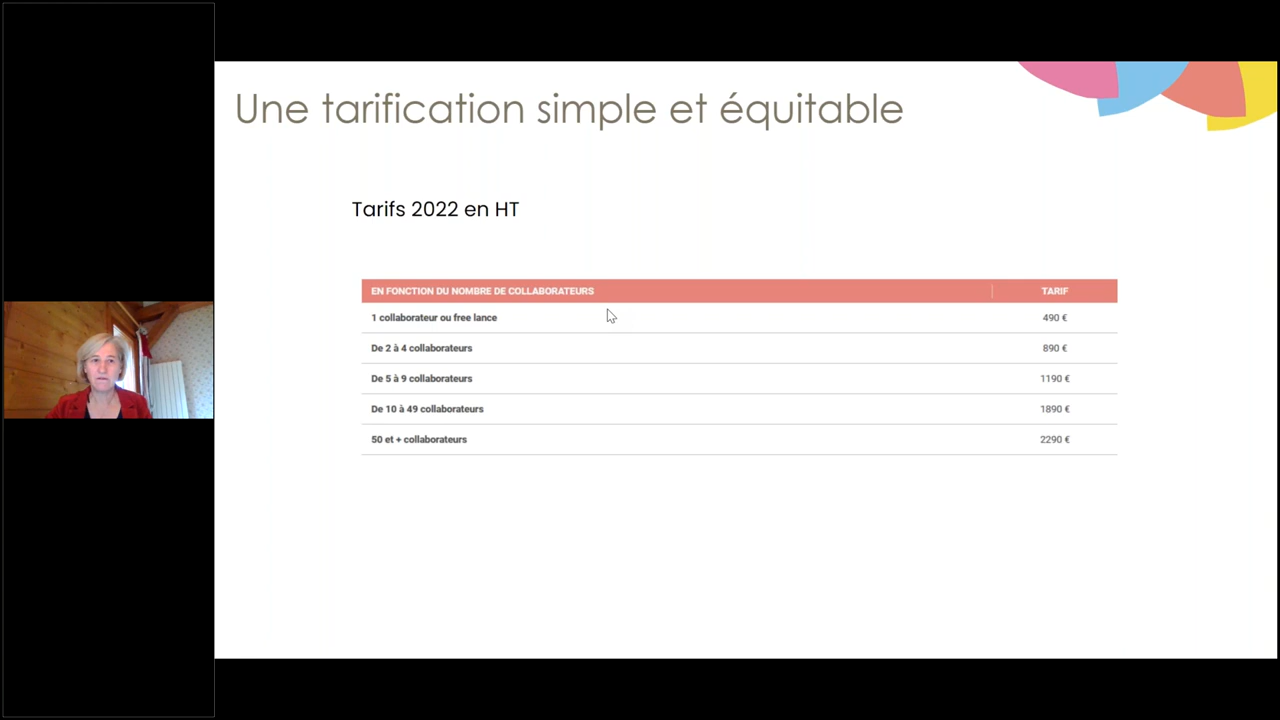 Une tarification simple et équitable
Tarifs 2022 en HT
EN FONCTION DU NOMBRE DE COLLABORATEURS TARIF
1 collaborateur ou free lance 490 €
De 2 à 4 collaborateurs 890 €
De 5 à 9 collaborateurs 1190 €
De 10 à 49 collaborateurs 1890 €
50 et + collaborateurs 2290 €